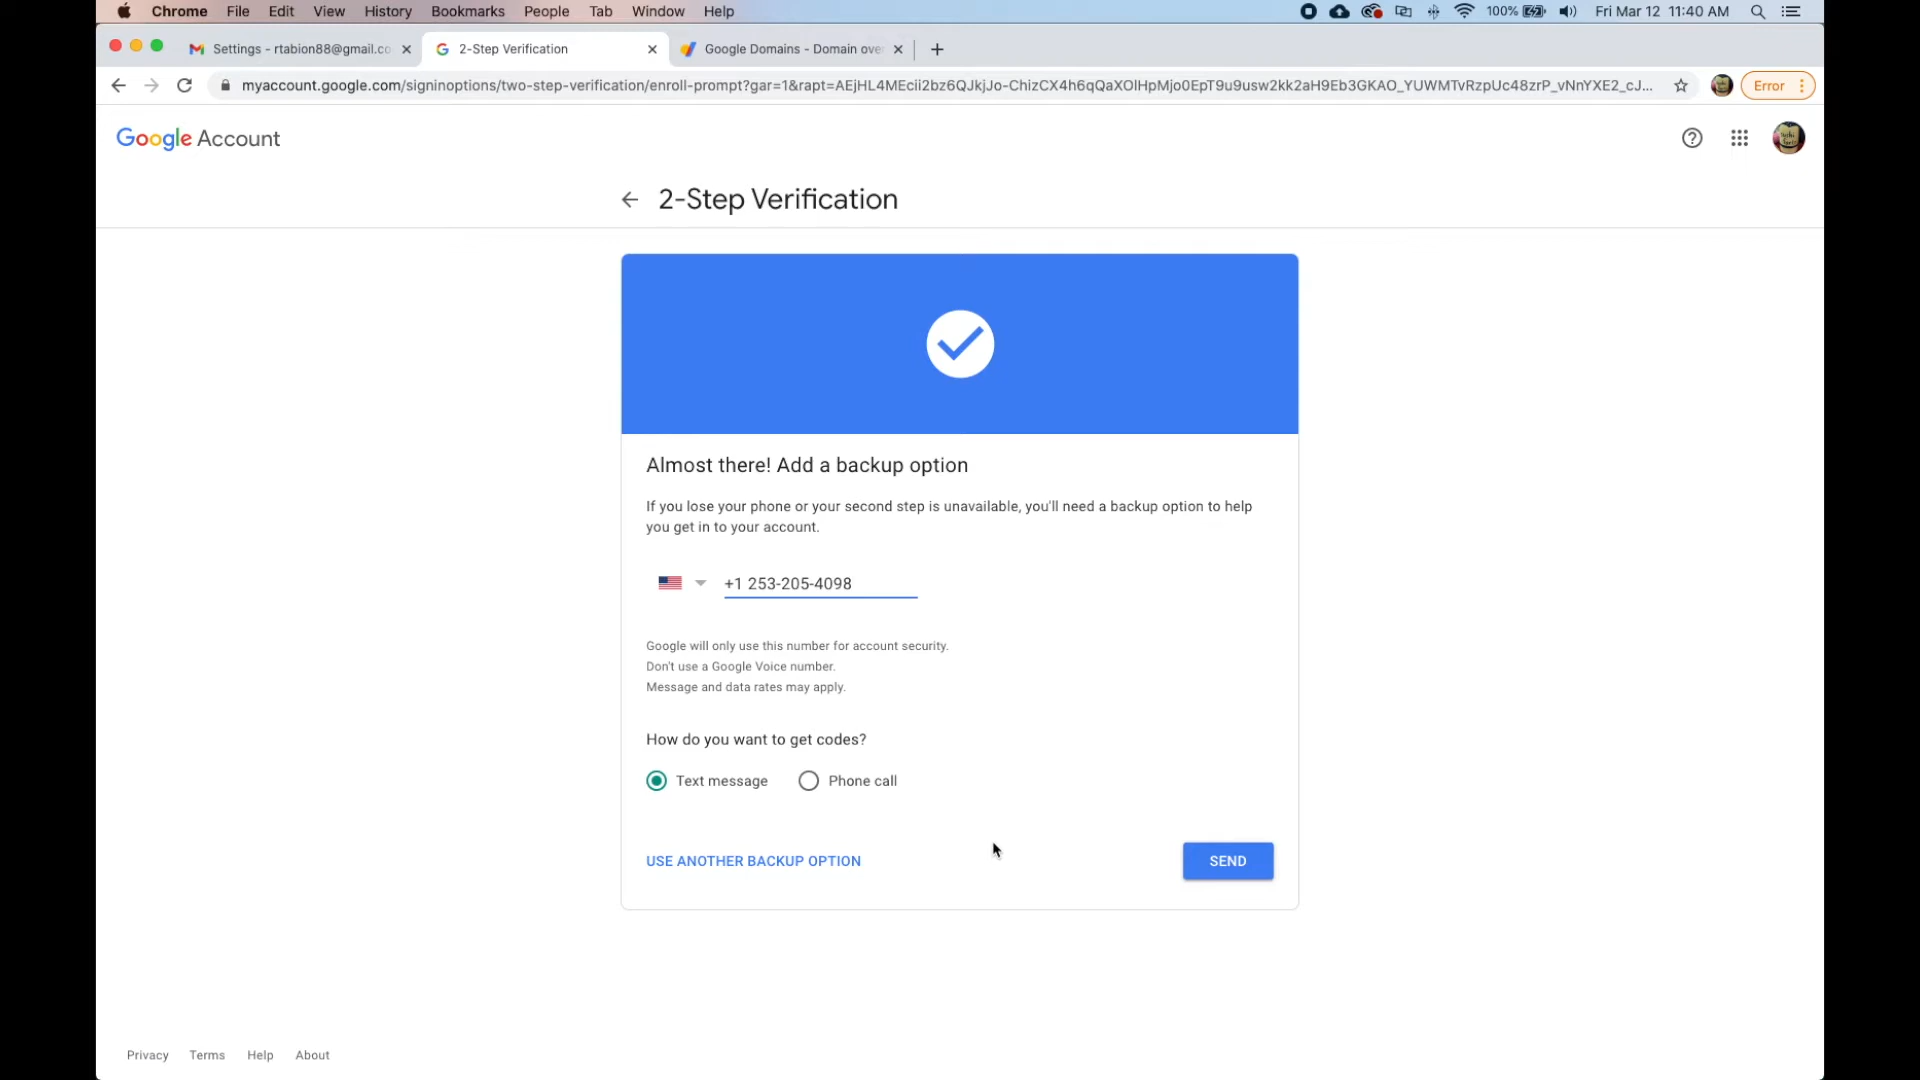 Chrome File Edit View History Bookmarks People Tab Window Help 100% Fri Mar 12 11:40 AM
Settings - rtabion88@gmail.co 2-Step Verification Google Domains - Domain over
myaccount.google.com/signinoptions/two-step-verification/enroll-prompt?gar=1&rapt=AEjHL4MEcii2bz6QJkjJo-ChizCX4h6qQaXOlHpMjo0EpT9u9usw2kk2aH9Eb3GKAO_YUWMTvRzpUc48zrP_vNnYXE2_cJ... Error
Google Account
2-Step Verification
Almost there! Add a backup option
If you lose your phone or your second step is unavailable, you'll need a backup option to help
you get in to your account.
+1 253-205-4098
Google will only use this number for account security.
Don't use a Google Voice number.
Message and data rates may apply.
How do you want to get codes?
Text message Phone call
USE ANOTHER BACKUP OPTION SEND
Privacy Terms Help About